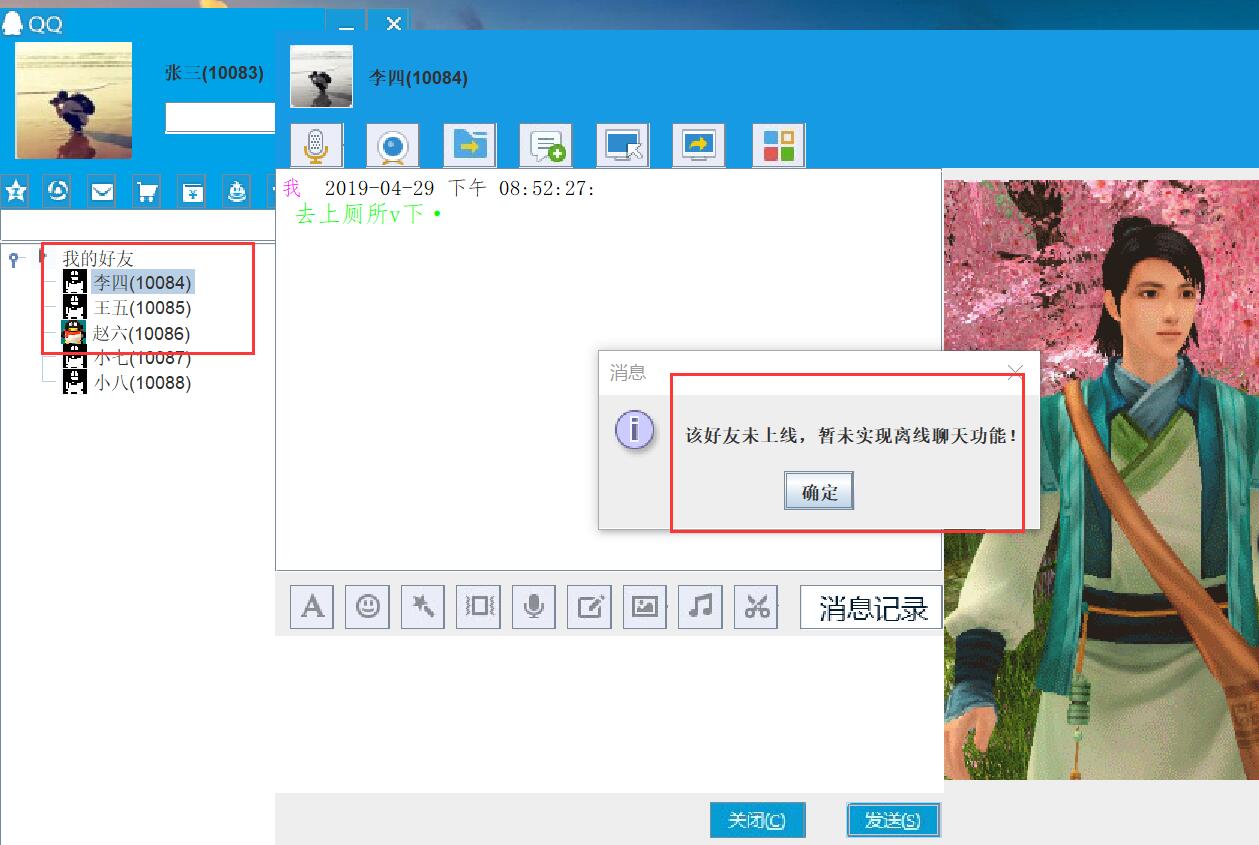 QQ
张三(10083)
李四(10084)
我 2019-04-29 下午 08:52:27:
去上厕所v下·
我的好友
李四(10084)
王五(10085)
赵六(10086)
小七(10087)
小八(10088)
消息
该好友未上线，暂未实现离线聊天功能！
确定
A
消息记录
关闭(C)
发送(S)